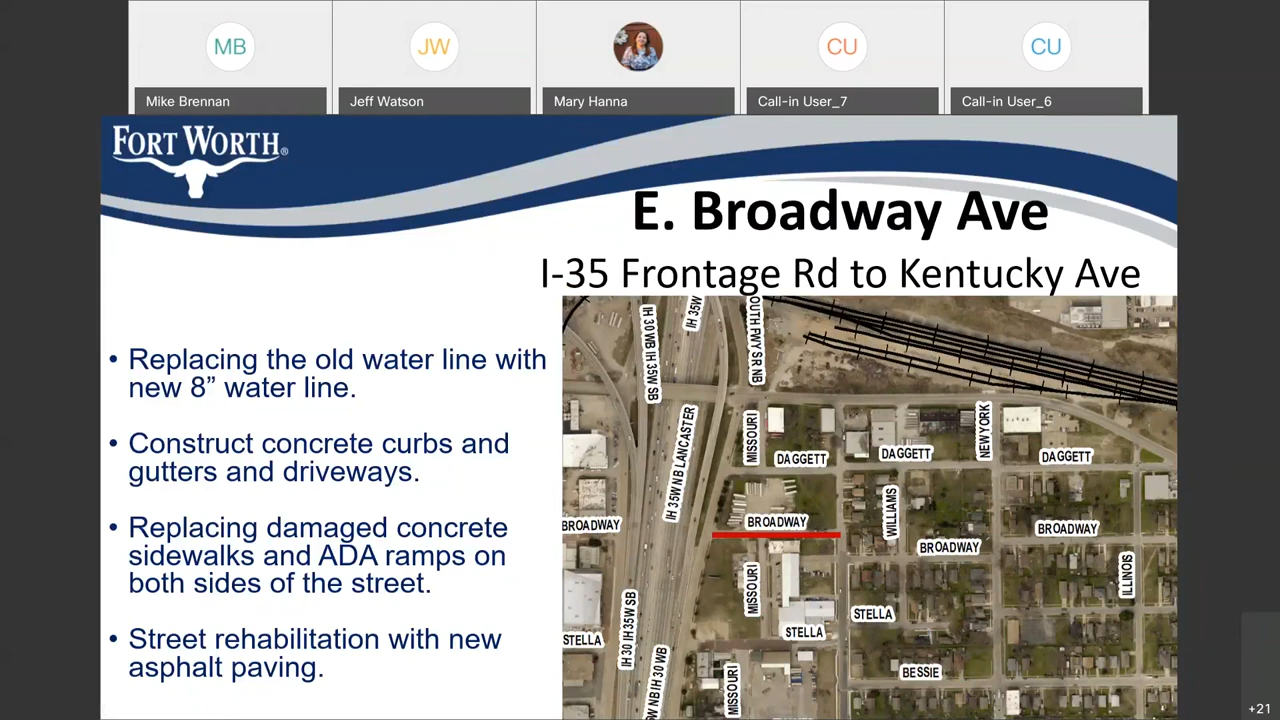 MB
JW
CU
CU
Mike Brennan
Jeff Watson
Mary Hanna
Call-in User_7
Call-in User_6
FORT WORTH®
E. Broadway Ave
I-35 Frontage Rd to Kentucky Ave
• Replacing the old water line with
new 8” water line.
• Construct concrete curbs and
gutters and driveways.
• Replacing damaged concrete
sidewalks and ADA ramps on
both sides of the street.
• Street rehabilitation with new
asphalt paving.
IH 30 WB IH 35W SB
IH 35W
OUTH FWY SR NB
IH 35W NB LANCASTER
MISSOURI
DAGGETT
DAGGETT
NEW YORK
DAGGETT
BROADWAY
BROADWAY
WILLIAMS
BROADWAY
BROADWAY
MISSOURI
ILLINOIS
STELLA
IH 30 IH 35W SB
STELLA
STELLA
W NB IH 30 WB
MISSOURI
BESSIE
+21